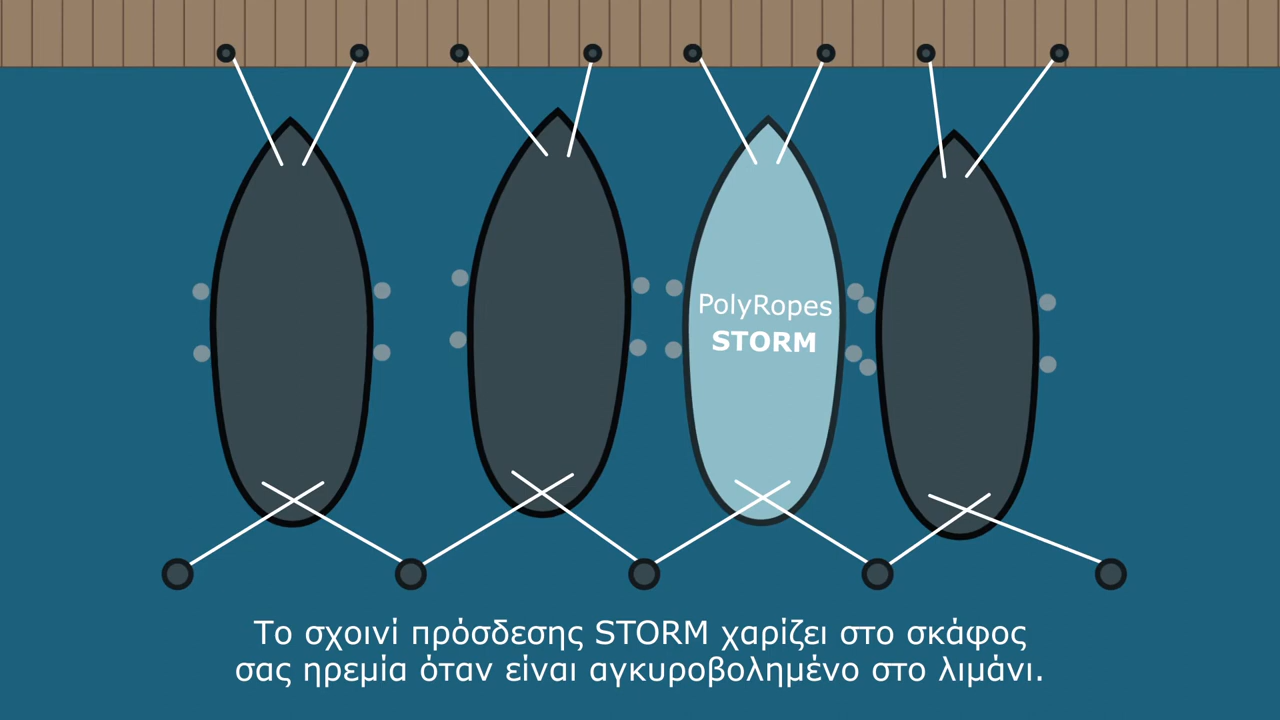 PolyRopes
STORM
Το σχοινί πρόσδεσης STORM χαρίζει στο σκάφος
σας ηρεμία όταν είναι αγκυροβολημένο στο λιμάνι.